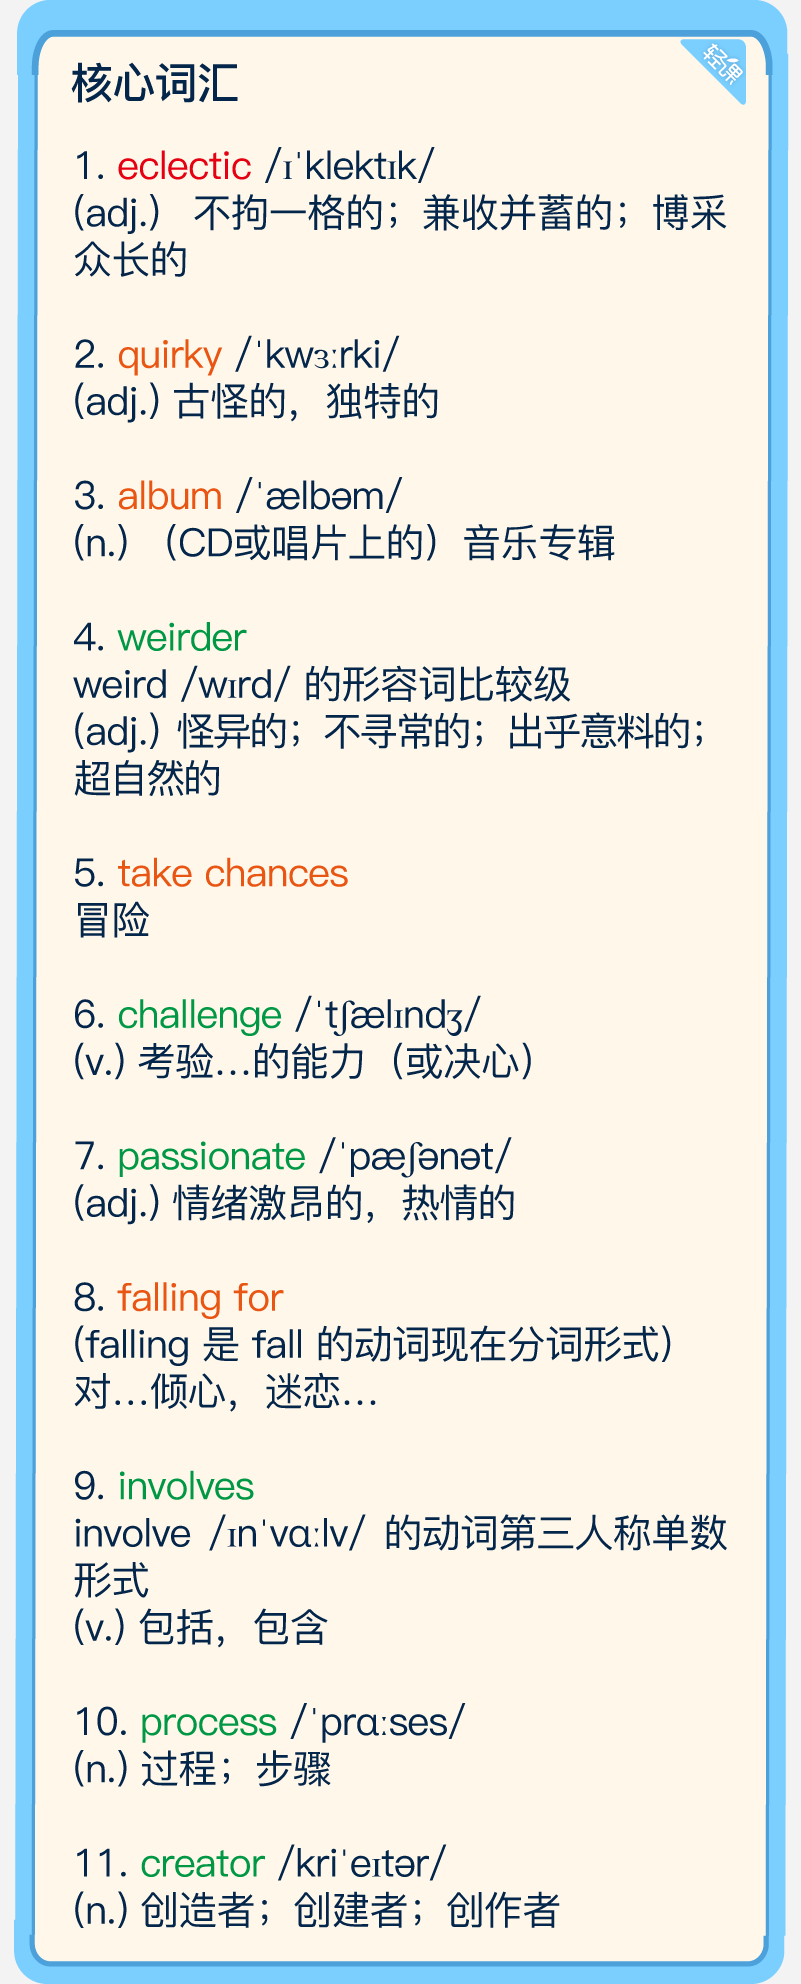 轻课
核心词汇
1. eclectic /ɪˈklektɪk/
(adj.) 不拘一格的；兼收并蓄的；博采
众长的
2. quirky /ˈkwɜːrki/
(adj.) 古怪的，独特的
3. album /ˈælbəm/
(n.) （CD或唱片上的）音乐专辑
4. weirder
weird /wɪrd/ 的形容词比较级
(adj.) 怪异的；不寻常的；出乎意料的；
超自然的
5. take chances
冒险
6. challenge /ˈtʃælɪndʒ/
(v.) 考验…的能力（或决心）
7. passionate /ˈpæʃənət/
(adj.) 情绪激昂的，热情的
8. falling for
(falling 是 fall 的动词现在分词形式)
对…倾心，迷恋…
9. involves
involve /ɪnˈvɑːlv/ 的动词第三人称单数
形式
(v.) 包括，包含
10. process /ˈprɑːses/
(n.) 过程；步骤
11. creator /kriˈeɪtər/
(n.) 创造者；创建者；创作者